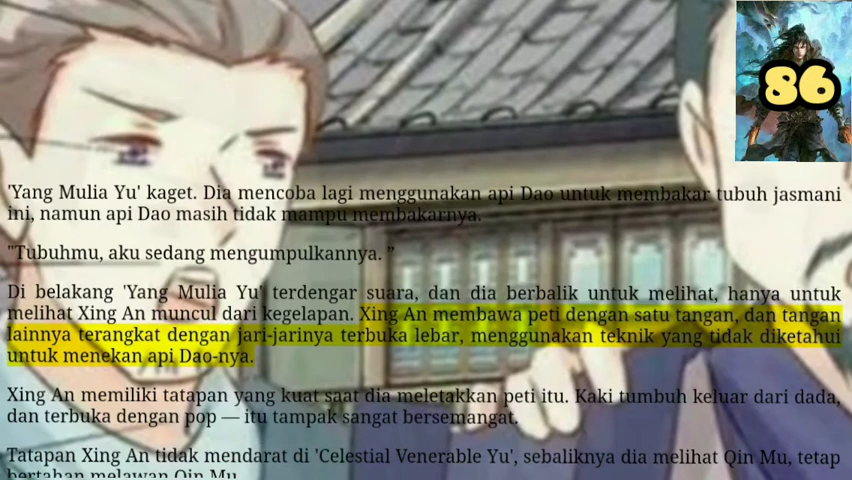 86
'Yang Mulia Yu' kaget. Dia mencoba lagi menggunakan api Dao untuk membakar tubuh jasmani
ini, namun api Dao masih tidak mampu membakarnya.
"Tubuhmu, aku sedang mengumpulkannya. ”
Di belakang 'Yang Mulia Yu' terdengar suara, dan dia berbalik untuk melihat, hanya untuk
melihat Xing An muncul dari kegelapan. Xing An membawa peti dengan satu tangan, dan tangan
lainnya terangkat dengan jari-jarinya terbuka lebar, menggunakan teknik yang tidak diketahui
untuk menekan api Dao-nya.
Xing An memiliki tatapan yang kuat saat dia meletakkan peti itu. Kaki tumbuh keluar dari dada,
dan terbuka dengan pop — itu tampak sangat bersemangat.
Tatapan Xing An tidak mendarat di 'Celestial Venerable Yu', sebaliknya dia melihat Qin Mu, tetap
bertahan melawan Qin Mu